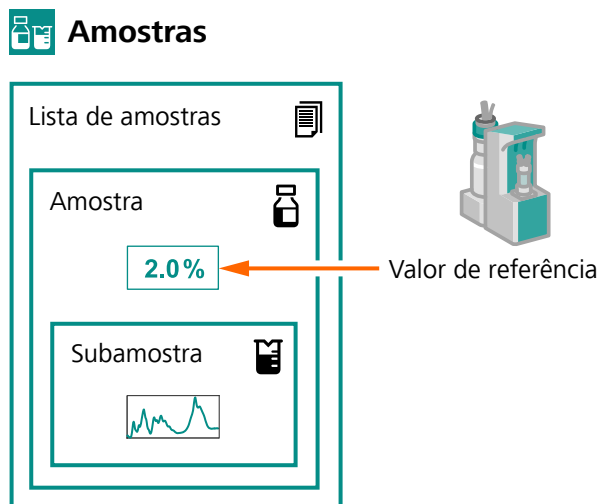 Amostras
Lista de amostras
Amostra
2.0%
Valor de referência
Subamostra